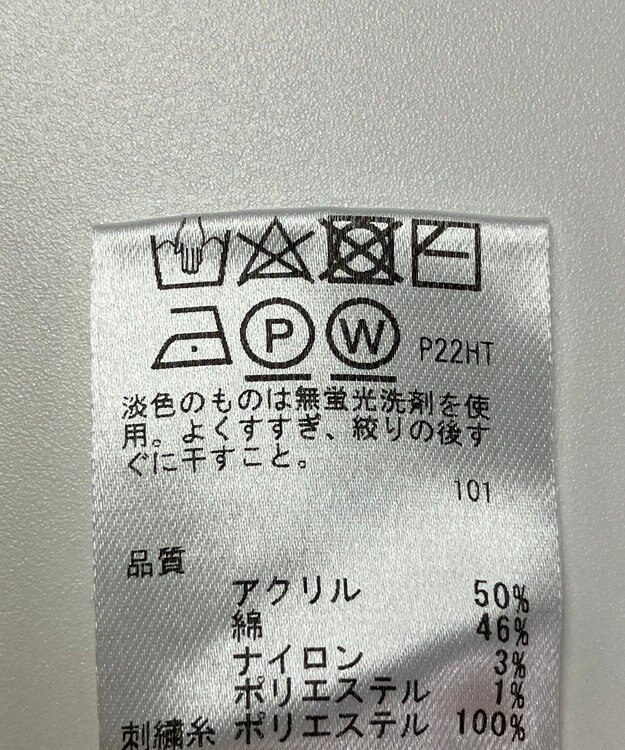 P W P22HT
淡色のものは無蛍光洗剤を使
用。よくすすぎ、絞りの後す
ぐに干すこと。
101
品質
アクリル 50%
綿 46%
ナイロン 3%
ポリエステル 1%
刺繍糸 ポリエステル 100%